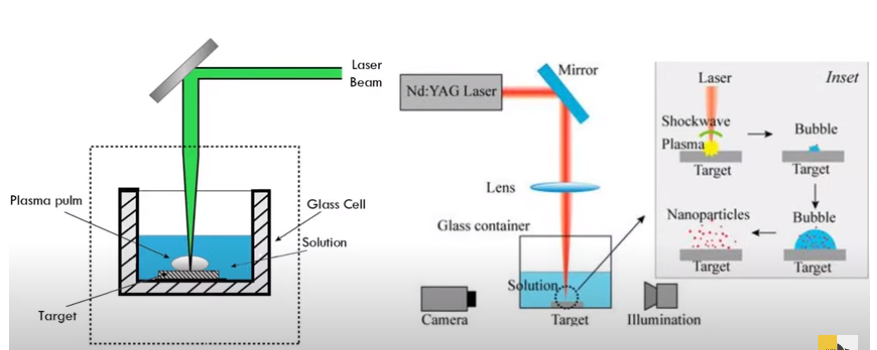 Laser
Beam
Plasma pulm
Glass Cell
Solution
Target
Nd:YAG Laser
Mirror
Lens
Glass container
Solution
Camera
Target
Illumination
Inset
Laser
Shockwave
Plasma
Target
Bubble
Target
Nanoparticles
Target
Bubble
Target